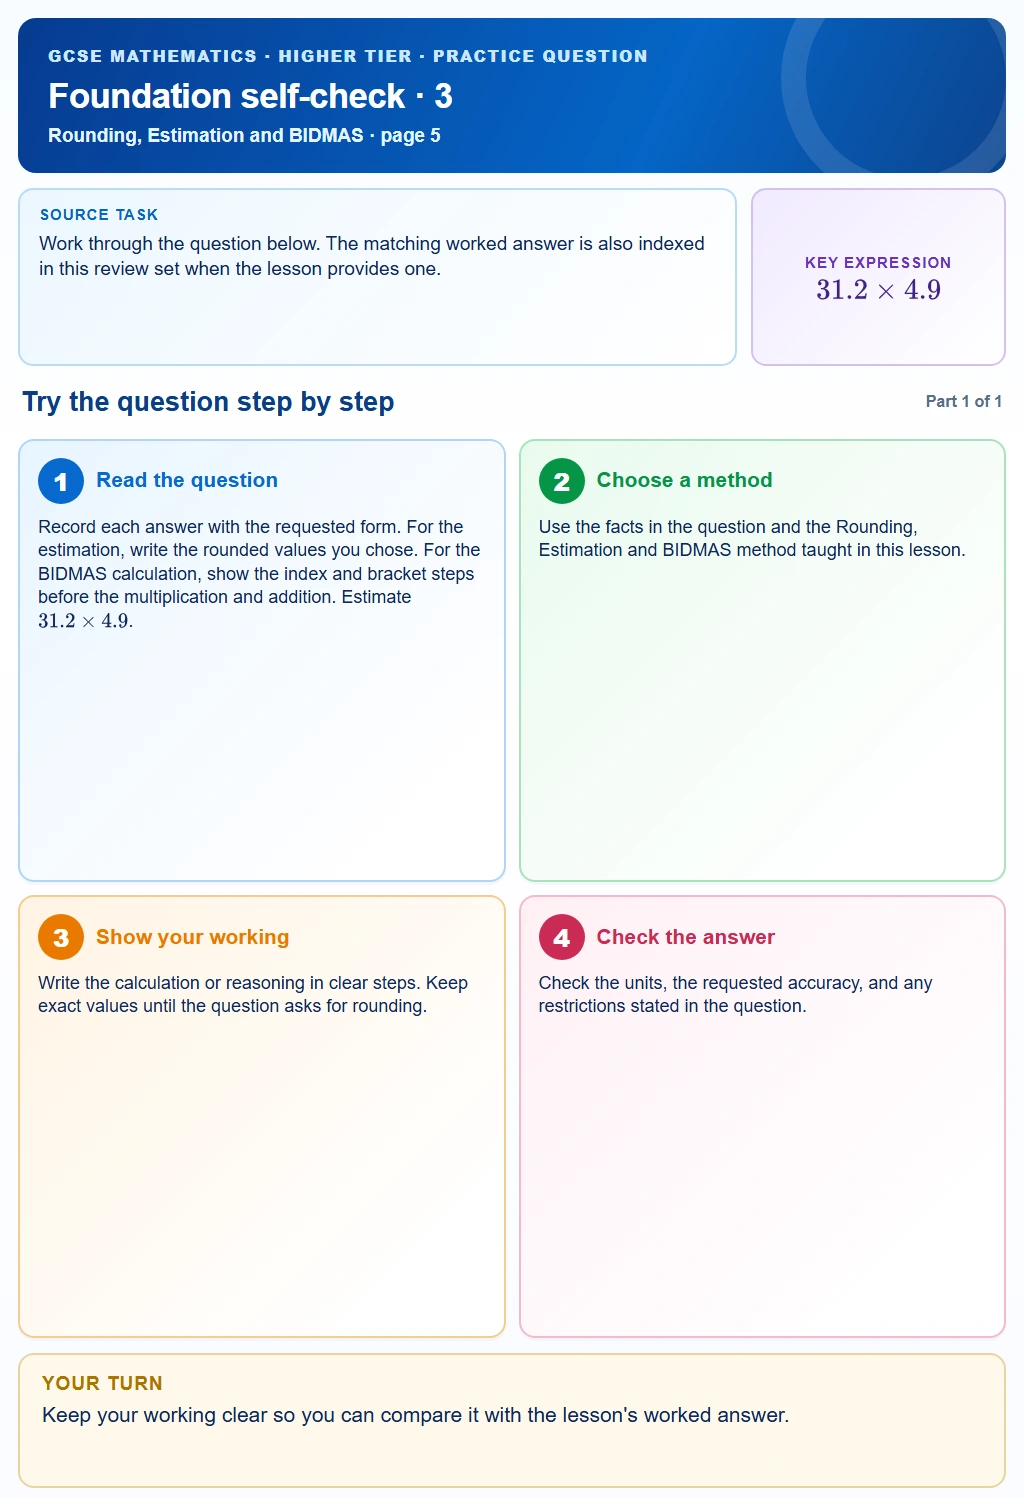 GCSE MATHEMATICS · HIGHER TIER · PRACTICE QUESTION
Foundation self-check · 3
Rounding, Estimation and BIDMAS · page 5
SOURCE TASK
Work through the question below. The matching worked answer is also indexed
in this review set when the lesson provides one.
KEY EXPRESSION
31.2 × 4.9
Try the question step by step
Part 1 of 1
1 Read the question
Record each answer with the requested form. For the
estimation, write the rounded values you chose. For the
BIDMAS calculation, show the index and bracket steps
before the multiplication and addition. Estimate
31.2 × 4.9.
2 Choose a method
Use the facts in the question and the Rounding,
Estimation and BIDMAS method taught in this lesson.
3 Show your working
Write the calculation or reasoning in clear steps. Keep
exact values until the question asks for rounding.
4 Check the answer
Check the units, the requested accuracy, and any
restrictions stated in the question.
YOUR TURN
Keep your working clear so you can compare it with the lesson's worked answer.